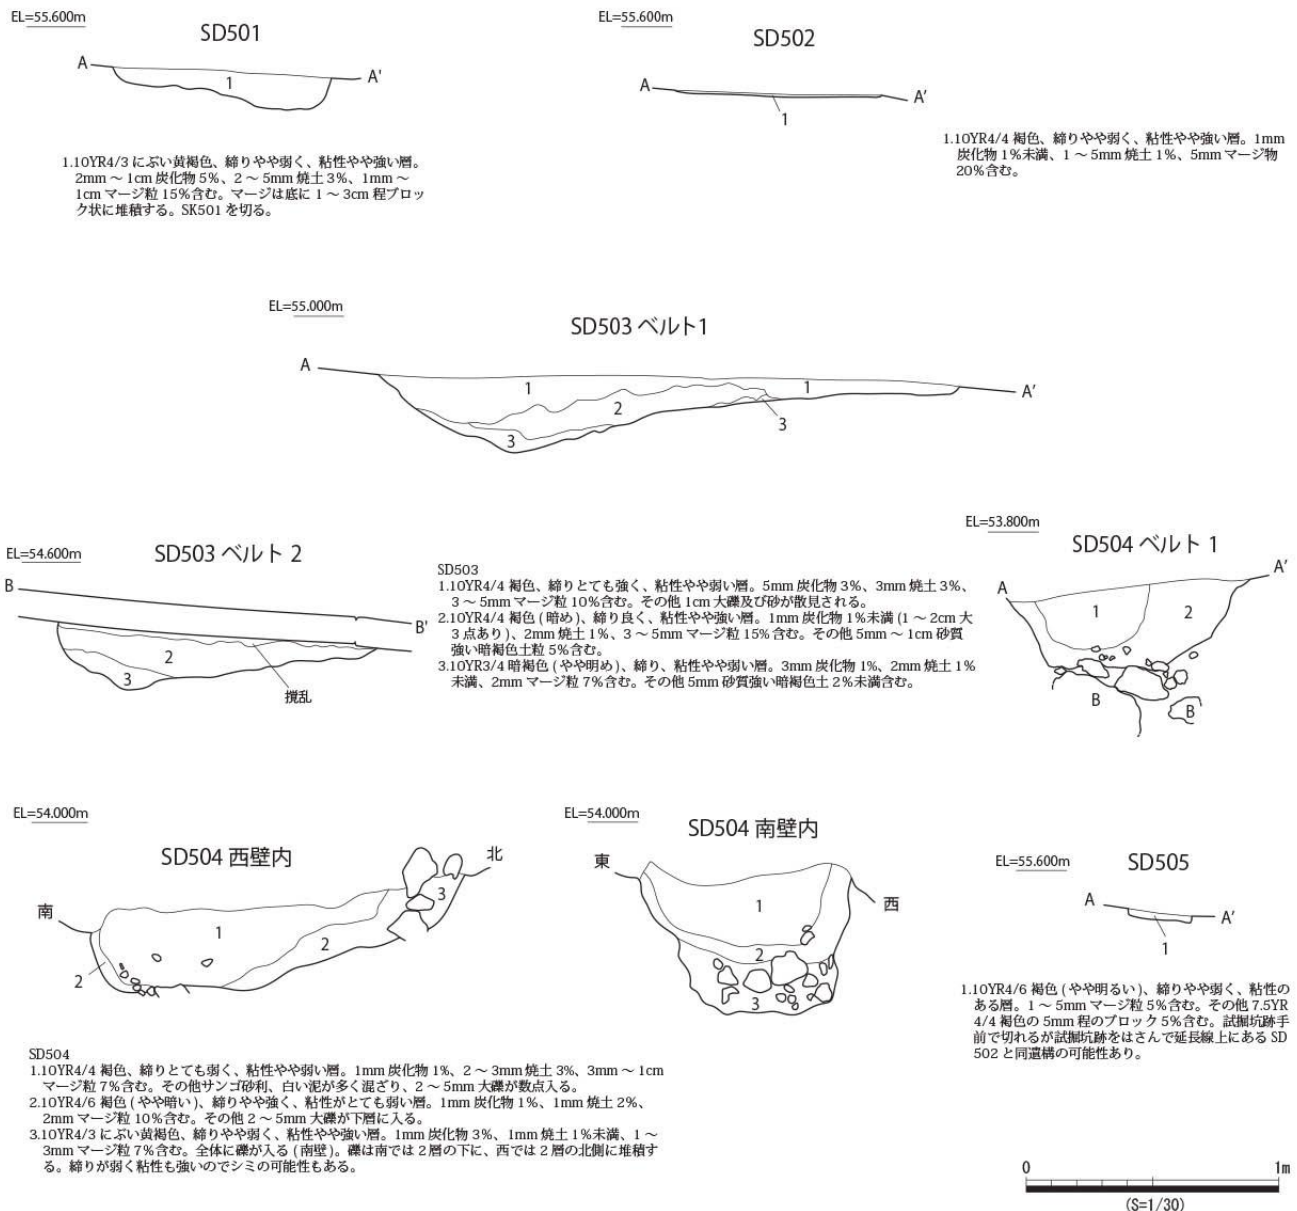 EL=55.600m
SD501
A
A'
1
1.10YR4/3 にぶい黄褐色、締りやや弱く、粘性やや強い層。
2mm ～ 1cm 炭化物 5%、2 ～ 5mm 焼土 3%、1mm ～
1cm マージ粒 15%含む。マージは底に 1 ～ 3cm 程ブロッ
ク状に堆積する。SK501 を切る。
EL=55.600m
SD502
A
A'
1
1.10YR4/4 褐色、締りやや弱く、粘性やや強い層。1mm
炭化物 1%未満、1 ～ 5mm 焼土 1%、5mm マージ物
20%含む。
EL=55.000m
SD503 ベルト1
A
A'
1
1
2
3
3
EL=54.600m
SD503 ベルト 2
B
B'
2
3
撹乱
SD503
1.10YR4/4 褐色、締りとても強く、粘性やや弱い層。5mm 炭化物 3%、3mm 焼土 3%、
3 ～ 5mm マージ粒 10%含む。その他 1cm 大礫及び砂が散見される。
2.10YR4/4 褐色 (暗め)、締り良く、粘性やや強い層。1mm 炭化物 1%未満 (1 ～ 2cm 大
3 点あり)、2mm 焼土 1%、3 ～ 5mm マージ粒 15%含む。その他 5mm ～ 1cm 砂質
強い暗褐色土粒 5%含む。
3.10YR3/4 暗褐色 (やや明め)、締り、粘性やや弱い層。3mm 炭化物 1%、2mm 焼土 1%
未満、2mm マージ粒 7%含む。その他 5mm 砂質強い暗褐色土 2%未満含む。
EL=53.800m
SD504 ベルト 1
A
A'
1
2
B
B
EL=54.000m
SD504 西壁内
南
北
1
2
2
3
EL=54.000m
SD504 南壁内
東
西
1
2
3
SD504
1.10YR4/4 褐色、締りとても弱く、粘性やや弱い層。1mm 炭化物 1%、2 ～ 3mm 焼土 3%、3mm ～ 1cm
マージ粒 7%含む。その他サンゴ砂利、白い泥が多く混ざり、2 ～ 5mm 大礫が数点入る。
2.10YR4/6 褐色 (やや暗い)、締りやや強く、粘性がとても弱い層。1mm 炭化物 1%、1mm 焼土 2%、
2mm マージ粒 10%含む。その他 2 ～ 5mm 大礫が下層に入る。
3.10YR4/3 にぶい黄褐色、締りやや弱く、粘性やや強い層。1mm 炭化物 3%、1mm 焼土 1%未満、1 ～
3mm マージ粒 7%含む。全体に礫が入る (南壁)。礫は南では 2 層の下に、西では 2 層の北側に堆積す
る。締りが弱く粘性も強いのでシミの可能性もある。
EL=55.600m
SD505
A
A'
1
1.10YR4/6 褐色 (やや明るい)、締りやや弱く、粘性の
ある層。1 ～ 5mm マージ粒 5%含む。その他 7.5YR
4/4 褐色の 5mm 程のブロック 5%含む。試掘坑跡手
前で切れるが試掘坑跡をはさんで延長線上にある SD
502 と同遺構の可能性あり。
0
1m
(S=1/30)